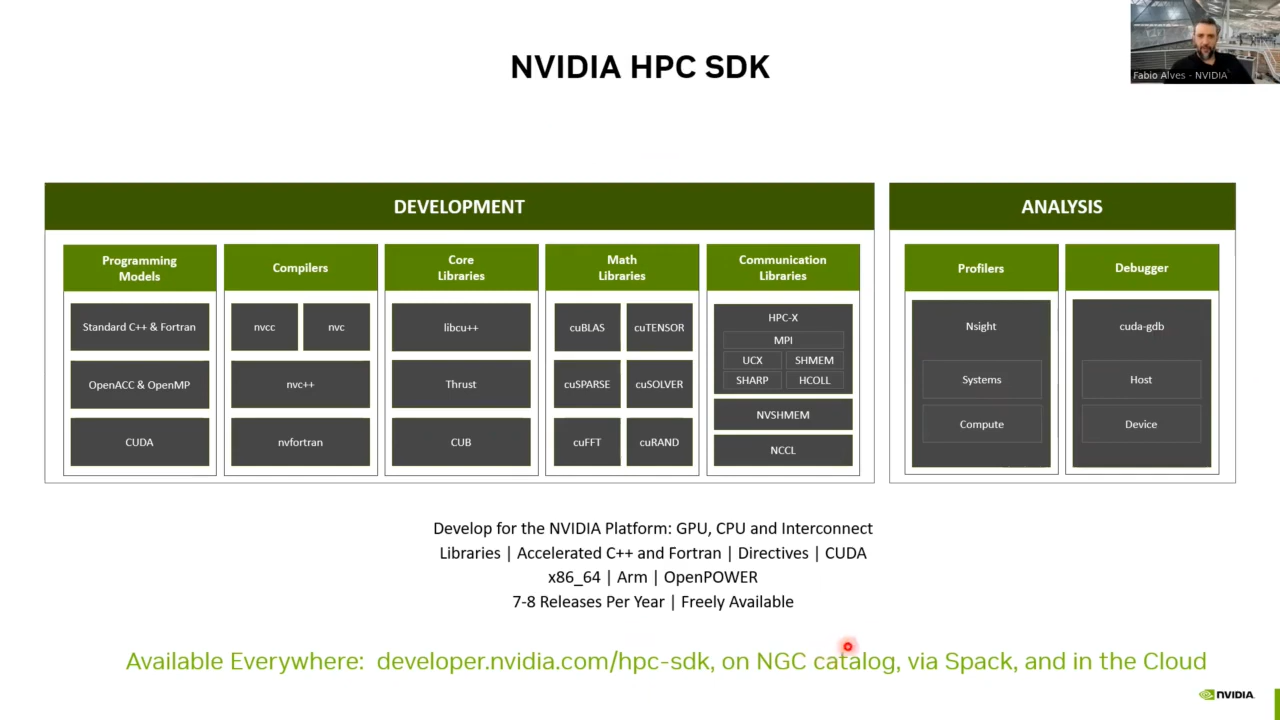 NVIDIA HPC SDK
Fabio Alves - NVIDIA
DEVELOPMENT
Programming
Models
Standard C++ & Fortran
OpenACC & OpenMP
CUDA
Compilers
nvcc
nvc
nvc++
nvfortran
Core
Libraries
libcu++
Thrust
CUB
Math
Libraries
cuBLAS
cuTENSOR
cuSPARSE
cuSOLVER
cuFFT
cuRAND
Communication
Libraries
HPC-X
MPI
UCX
SHMEM
SHARP
HCOLL
NVSHMEM
NCCL
ANALYSIS
Profilers
Nsight
Systems
Compute
Debugger
cuda-gdb
Host
Device
Develop for the NVIDIA Platform: GPU, CPU and Interconnect
Libraries | Accelerated C++ and Fortran | Directives | CUDA
x86_64 | Arm | OpenPOWER
7-8 Releases Per Year | Freely Available
Available Everywhere: developer.nvidia.com/hpc-sdk, on NGC catalog, via Spack, and in the Cloud
NVIDIA